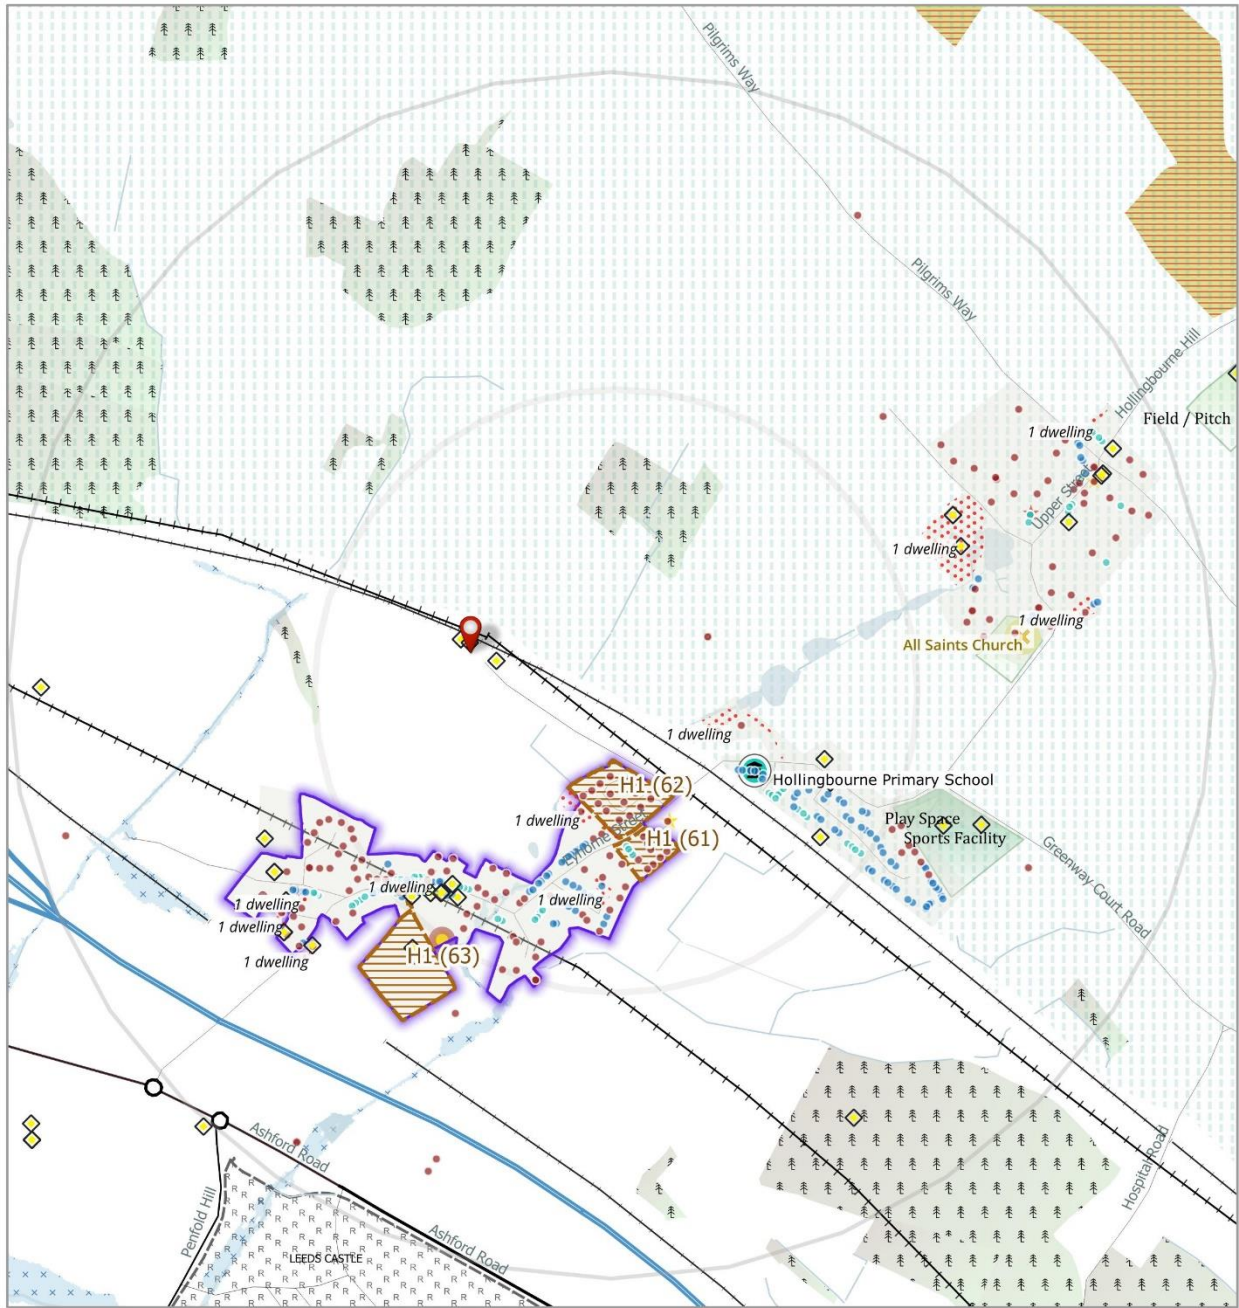 Pilgrims Way
Pilgrims Way
Hollingbourne Hill
Field / Pitch
1 dwelling
Upper Street
1 dwelling
1 dwelling
All Saints Church
1 dwelling
Hollingbourne Primary School
H1 (62)
Play Space
1 dwelling
Eyhorne Street
H1 (61)
Sports Facility
Greenway Court Road
1 dwelling
1 dwelling
1 dwelling
1 dwelling
H1 (63)
1 dwelling
Ashford Road
Hospital Road
Penfold Hill
Ashford Road
LEEDS CASTLE